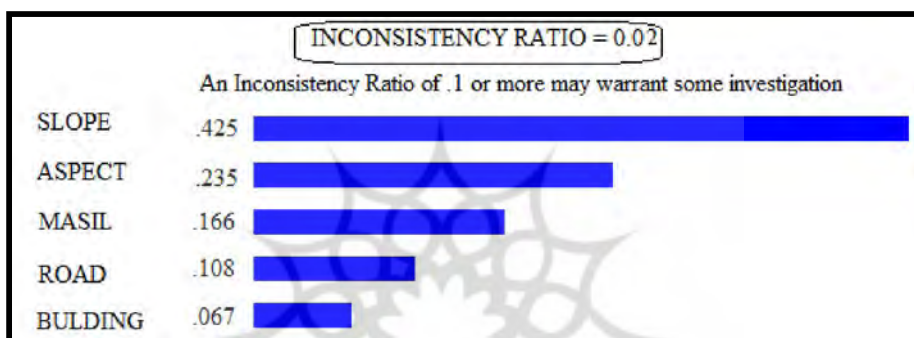 INCONSISTENCY RATIO = 0.02
An Inconsistency Ratio of .1 or more may warrant some investigation
SLOPE .425
ASPECT .235
MASIL .166
ROAD .108
BULDING .067